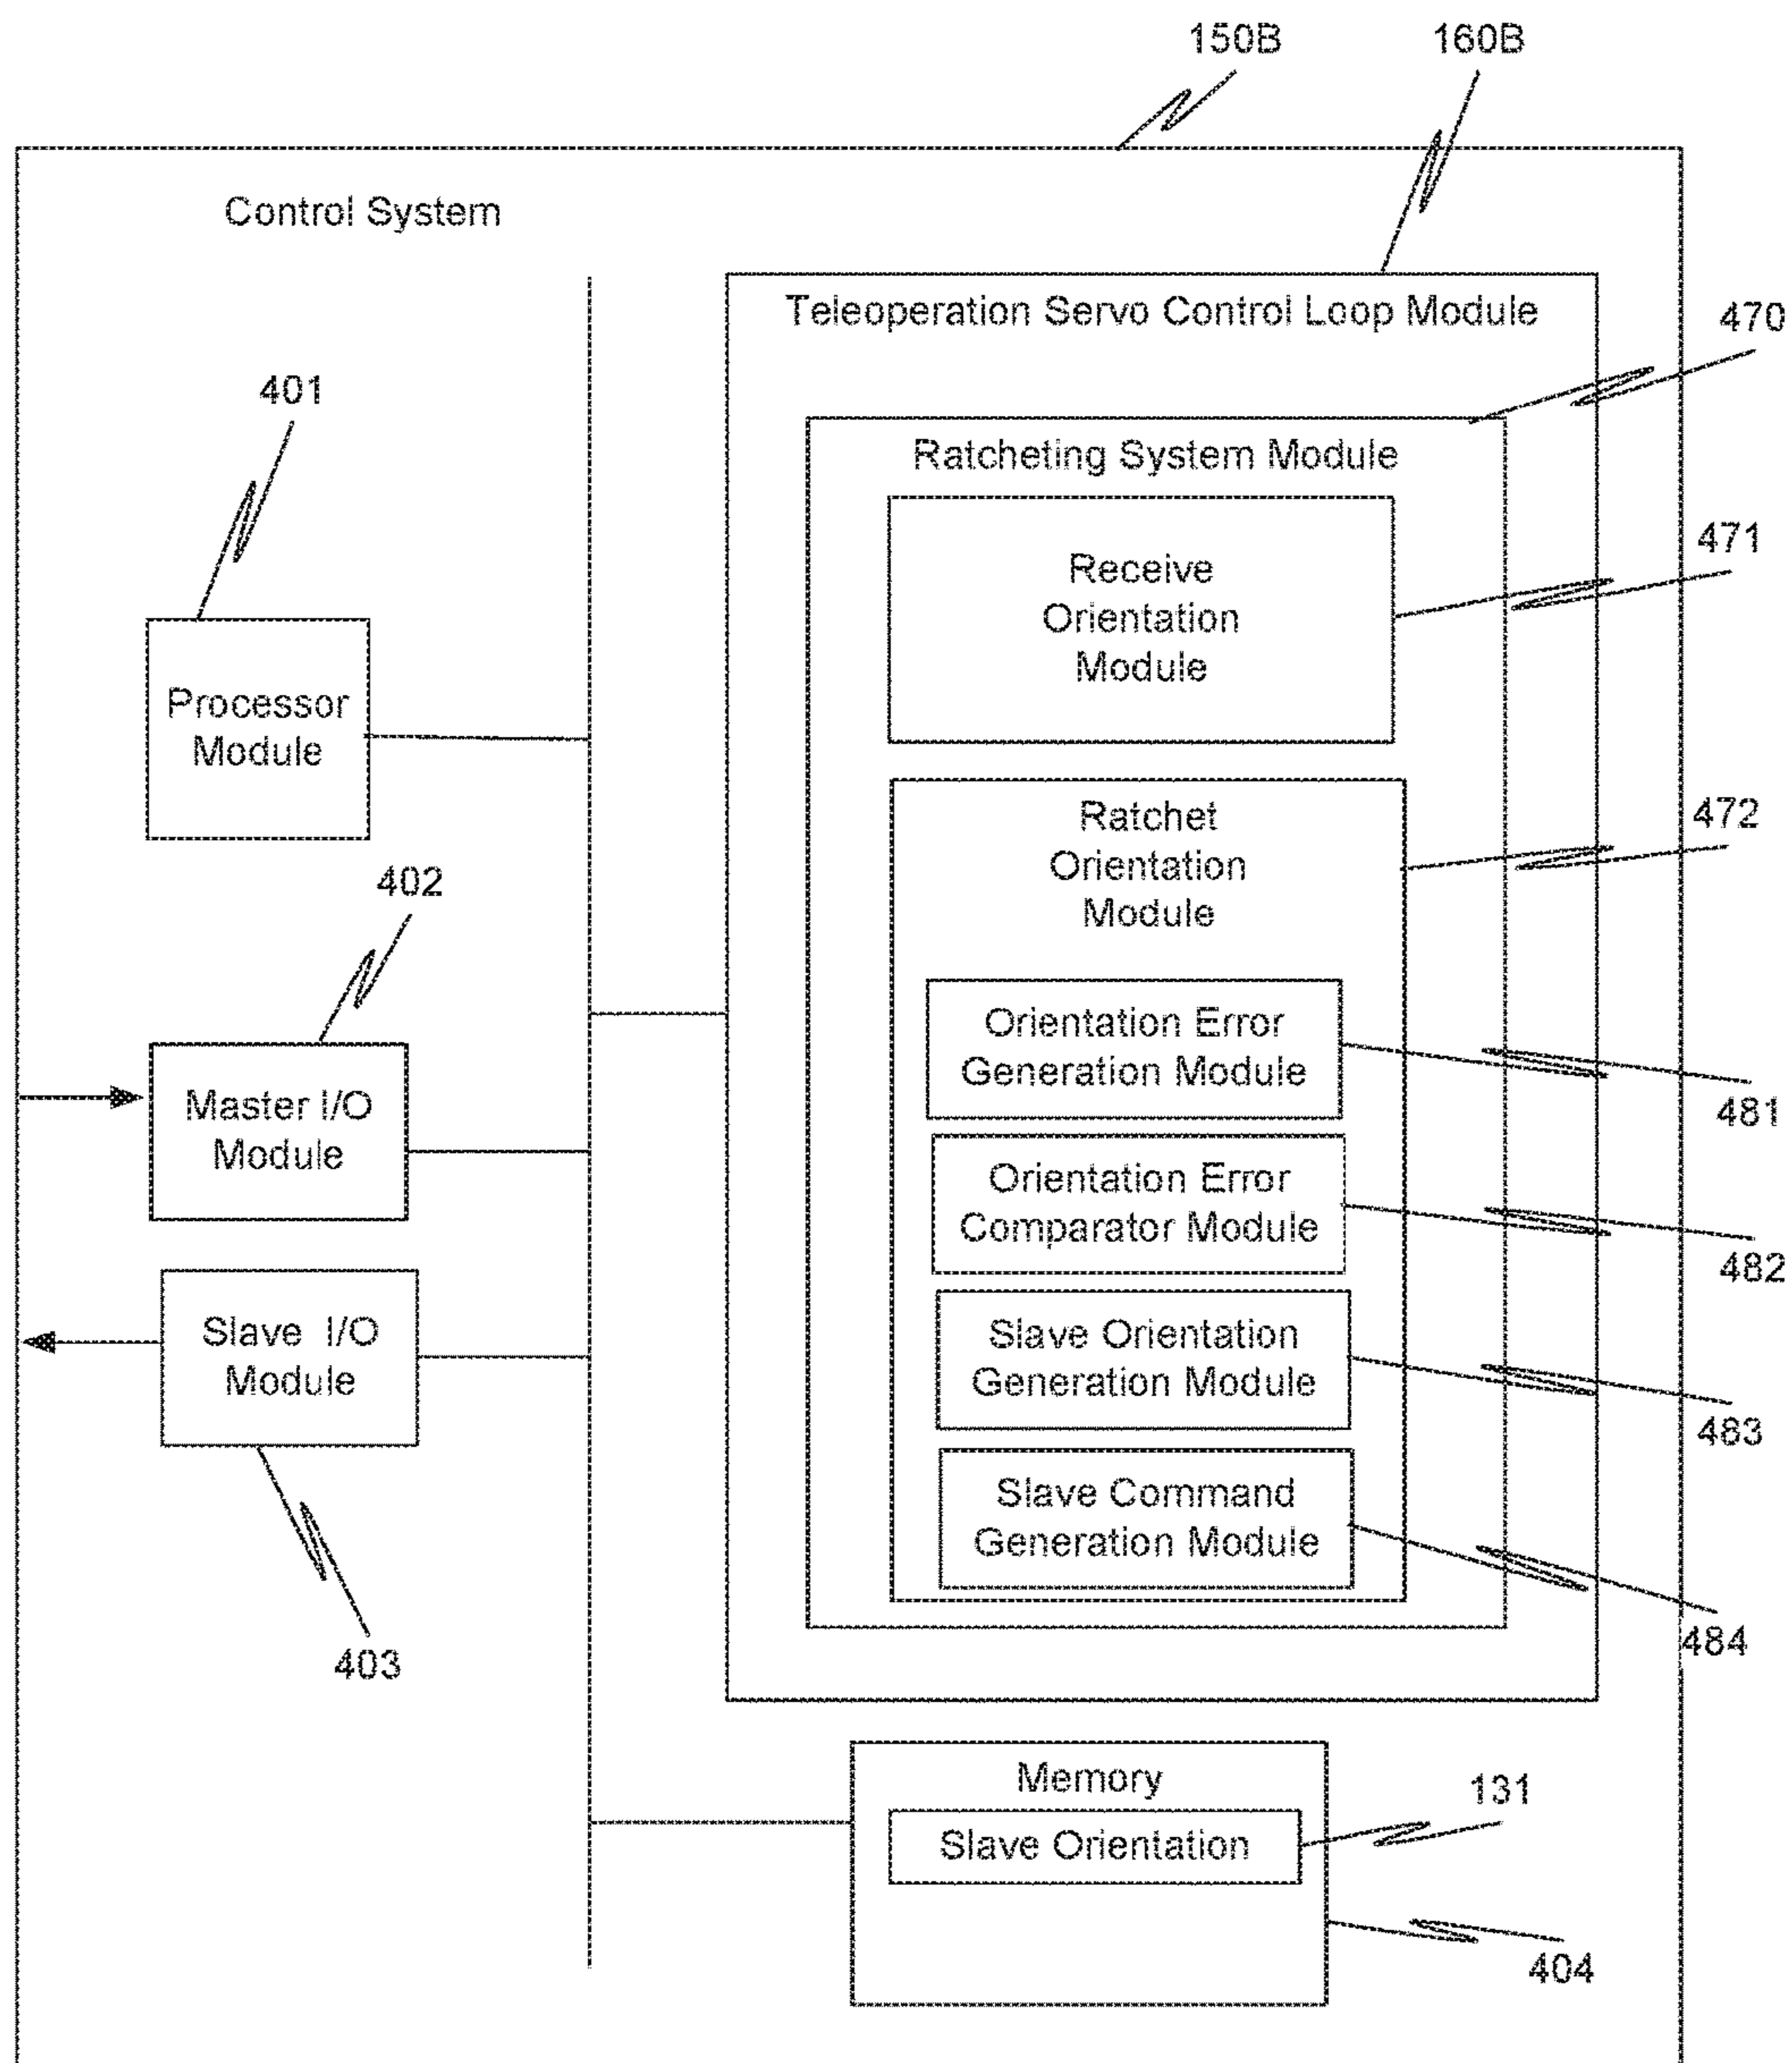 150B
160B
Control System
Teleoperation Servo Control Loop Module
470
401
Ratcheting System Module
471
Receive
Orientation
Module
Processor
Module
472
Ratchet
Orientation
Module
402
Orientation Error
Generation Module
481
Master I/O
Module
Orientation Error
Comparator Module
482
Slave I/O
Module
Slave Orientation
Generation Module
483
Slave Command
Generation Module
484
403
Memory
131
Slave Orientation
404